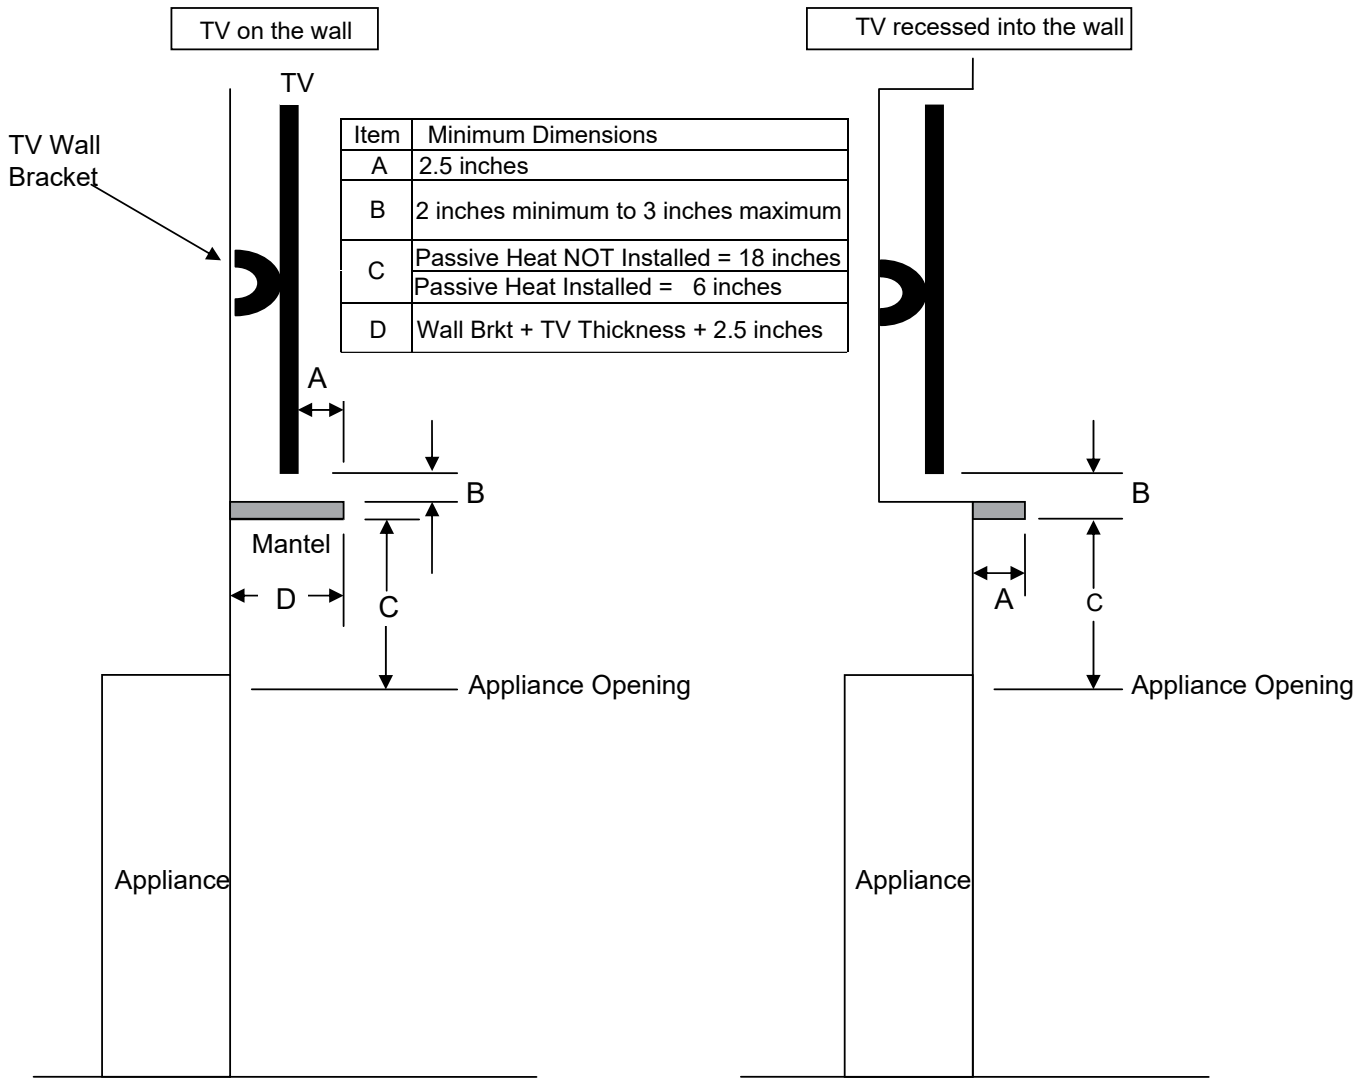 TV on the wall
TV recessed into the wall
TV
TV Wall
Bracket
Item Minimum Dimensions
A 2.5 inches
B 2 inches minimum to 3 inches maximum
C Passive Heat NOT Installed = 18 inches
Passive Heat Installed = 6 inches
D Wall Brkt + TV Thickness + 2.5 inches
A
B
B
Mantel
D
C
A
C
Appliance Opening
Appliance Opening
Appliance
Appliance